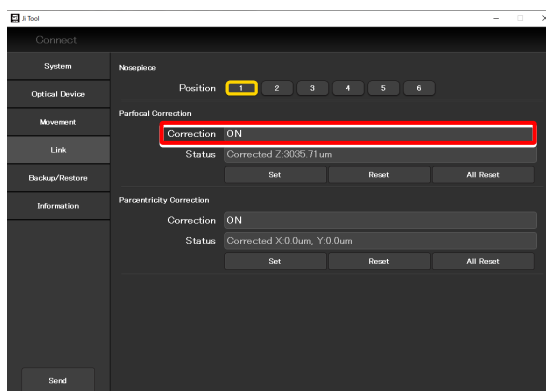 Ji Tool
Connect
System
Optical Device
Movement
Link
Backup/Restore
Information
Send
Nosepiece
Position 1 2 3 4 5 6
Parfocal Correction
Correction ON
Status Corrected Z:3035.71um
Set Reset All Reset
Parcentricity Correction
Correction ON
Status Corrected X:0.0um, Y:0.0um
Set Reset All Reset